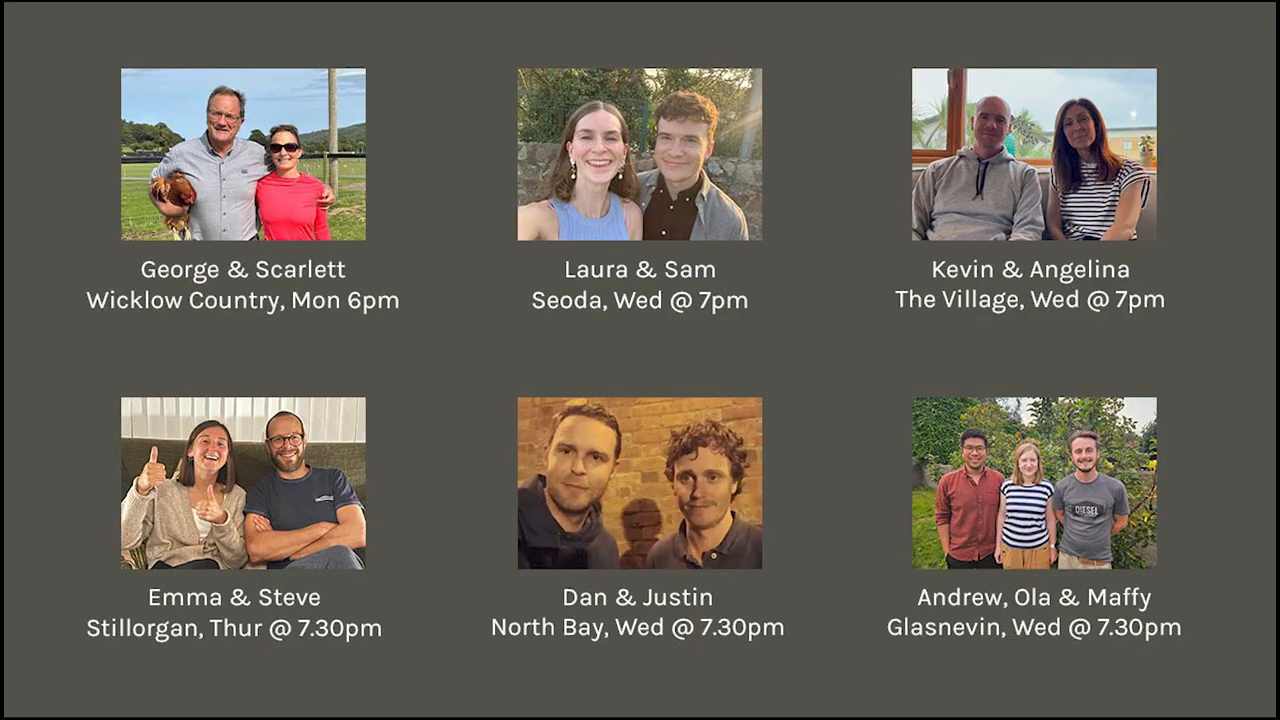 George & Scarlett
Wicklow Country, Mon 6pm
Laura & Sam
Seoda, Wed @ 7pm
Kevin & Angelina
The Village, Wed @ 7pm
Emma & Steve
Stillorgan, Thur @ 7.30pm
Dan & Justin
North Bay, Wed @ 7.30pm
DIESEL
Andrew, Ola & Maffy
Glasnevin, Wed @ 7.30pm